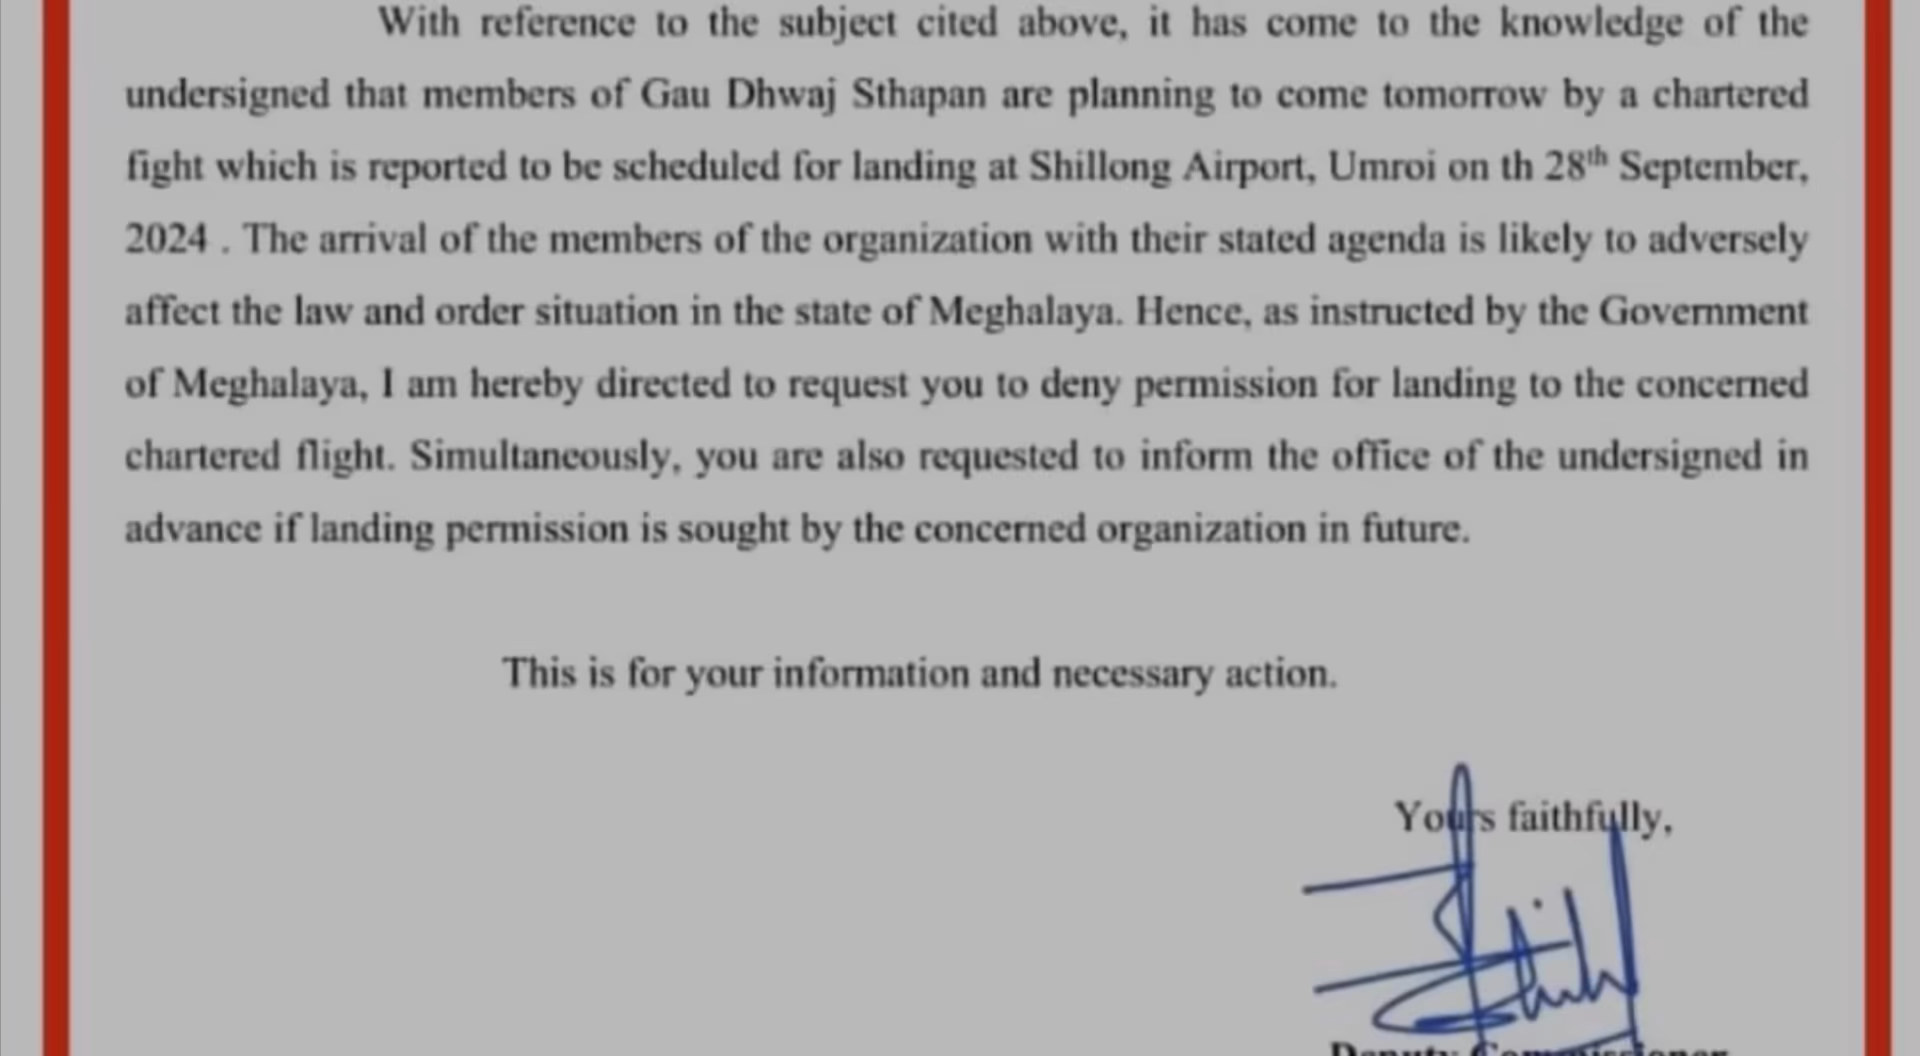 With reference to the subject cited above, it has come to the knowledge of the
undersigned that members of Gau Dhwaj Sthapan are planning to come tomorrow by a chartered
fight which is reported to be scheduled for landing at Shillong Airport, Umroi on th 28th September,
2024 . The arrival of the members of the organization with their stated agenda is likely to adversely
affect the law and order situation in the state of Meghalaya. Hence, as instructed by the Government
of Meghalaya, I am hereby directed to request you to deny permission for landing to the concerned
chartered flight. Simultaneously, you are also requested to inform the office of the undersigned in
advance if landing permission is sought by the concerned organization in future.
This is for your information and necessary action.
Yours faithfully,
Deputy Commissioner